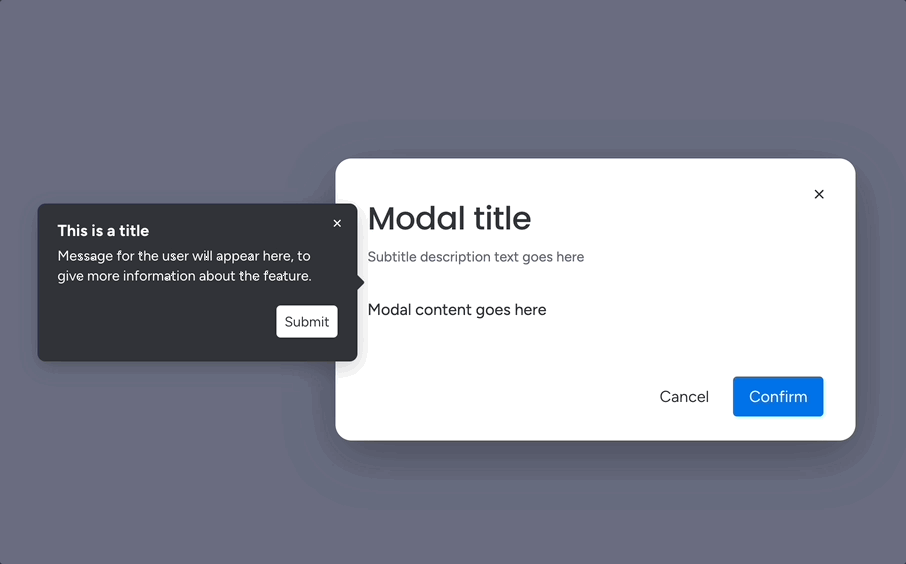 This is a title
×
Message for the user will appear here, to
give more information about the feature.
Submit
×
Modal title
Subtitle description text goes here
Modal content goes here
Cancel
Confirm